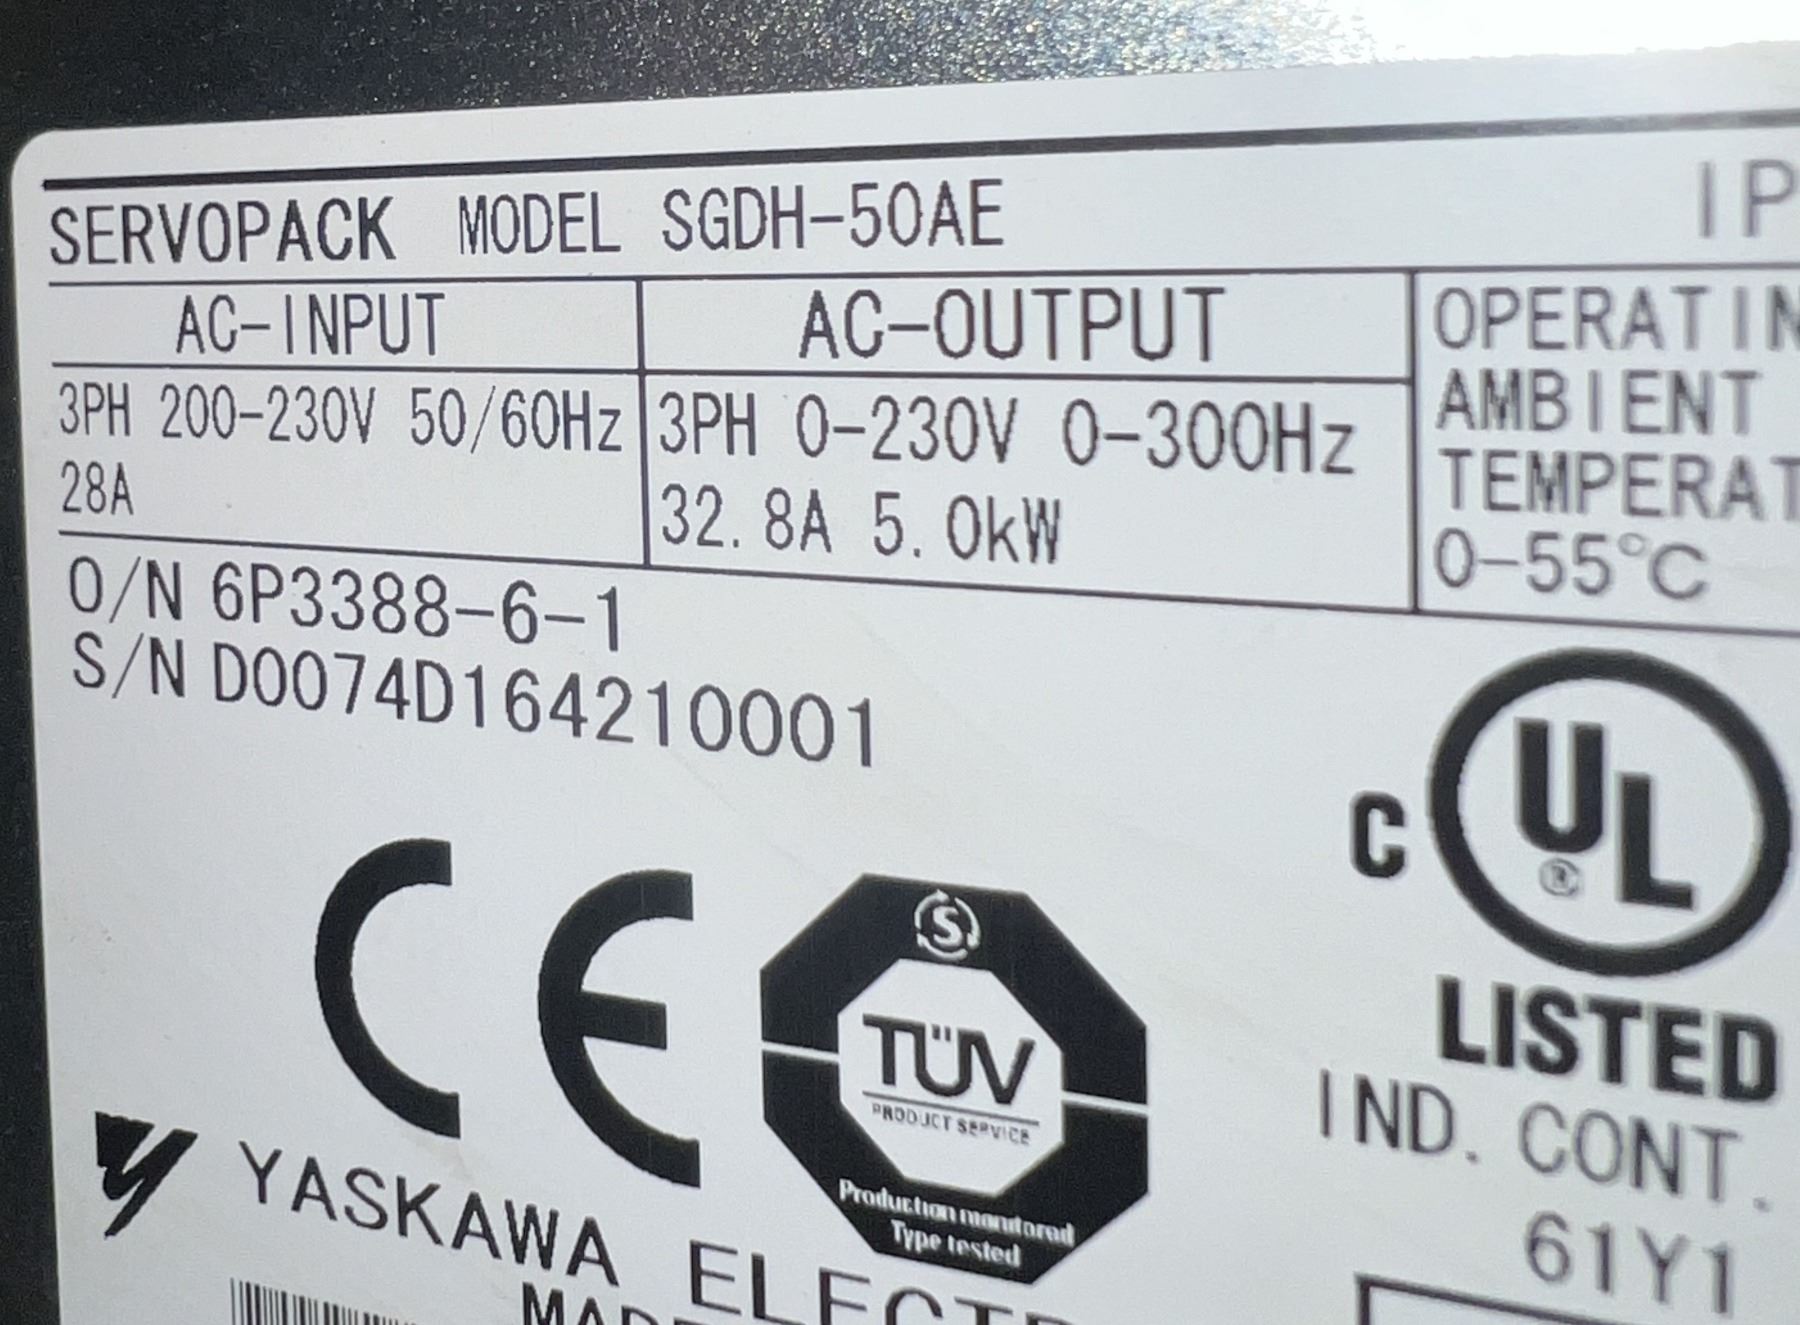 SERVOPACK MODEL SGDH-50AE IP
AC-INPUT AC-OUTPUT OPERATIN
3PH 200-230V 50/60Hz 3PH 0-230V 0-300Hz AMBIENT
28A 32.8A 5.0kW TEMPERAT
0-55°C
O/N 6P3388-6-1
S/N D0074D164210001
C UL ®
LISTED
IND. CONT.
61Y1
CE
S
TÜV
PRODUCT SERVICE
Production monitored
Type tested
YASKAWA ELECTR
MADE